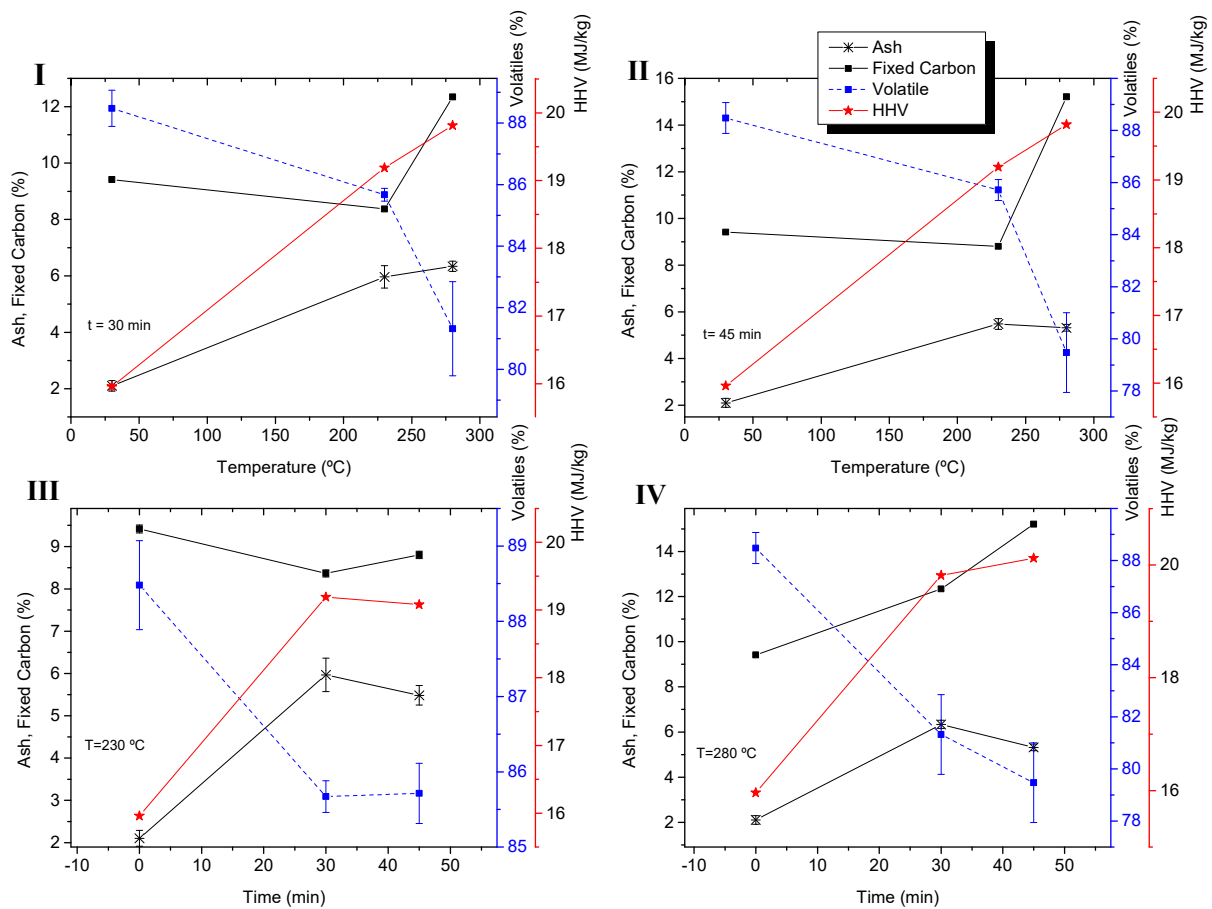 I
Volatiles (%)
HHV (MJ/kg)
Ash, Fixed Carbon (%)
12
10
8
6
4
2
88
86
84
82
80
20
19
18
17
16
t = 30 min
0 50 100 150 200 250 300
Temperature (ºC)
II
Ash
Fixed Carbon
Volatile
HHV
Volatiles (%)
HHV (MJ/kg)
Ash, Fixed Carbon (%)
16
14
12
10
8
6
4
2
88
86
84
82
80
78
20
19
18
17
16
t= 45 min
0 50 100 150 200 250 300
Temperature (ºC)
III
Volatiles (%)
HHV (MJ/kg)
Ash, Fixed Carbon (%)
9
8
7
6
5
4
3
2
89
88
87
86
85
20
19
18
17
16
T=230 ºC
-10 0 10 20 30 40 50
Time (min)
IV
Volatiles (%)
HHV (MJ/kg)
Ash, Fixed Carbon (%)
14
12
10
8
6
4
2
88
86
84
82
80
78
20
18
16
T=280 ºC
-10 0 10 20 30 40 50
Time (min)